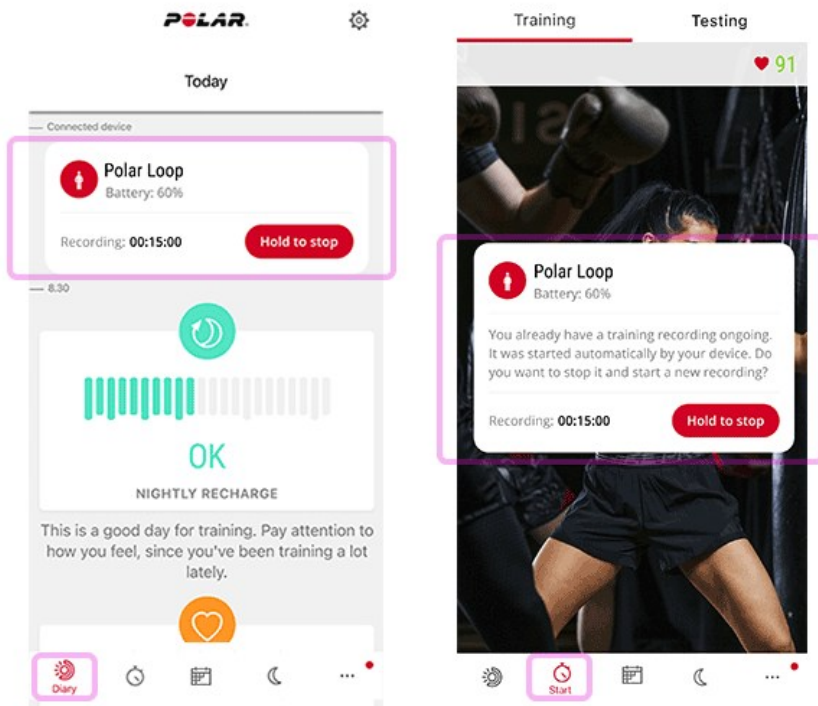 POLAR.
Today
Connected device
Polar Loop
Battery: 60%
Recording: 00:15:00
Hold to stop
8.30
OK
NIGHTLY RECHARGE
This is a good day for training. Pay attention to
how you feel, since you've been training a lot
lately.
Diary
Training
Testing
91
Polar Loop
Battery: 60%
You already have a training recording ongoing.
It was started automatically by your device. Do
you want to stop it and start a new recording?
Recording: 00:15:00
Hold to stop
Start